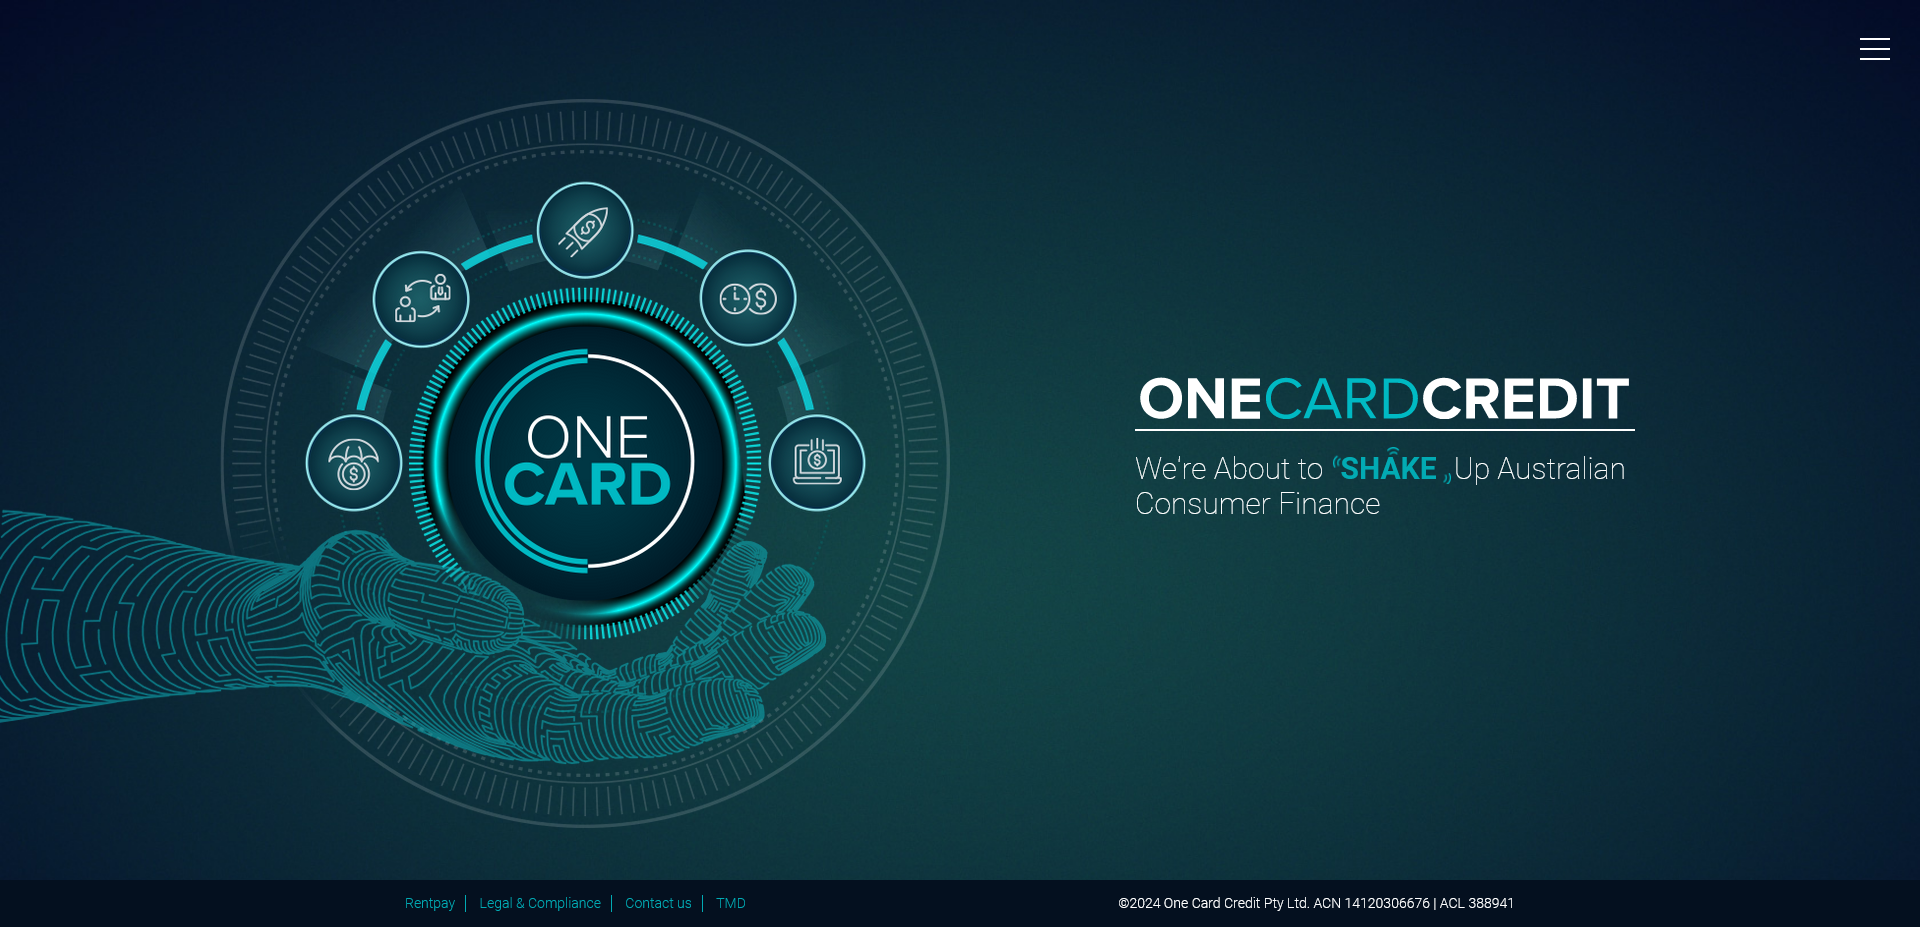 ONE
CARD
ONECARDCREDIT
We're About to SHAKE Up Australian
Consumer Finance
Rentpay | Legal & Compliance | Contact us | TMD
©2024 One Card Credit Pty Ltd. ACN 14120306676 | ACL 388941